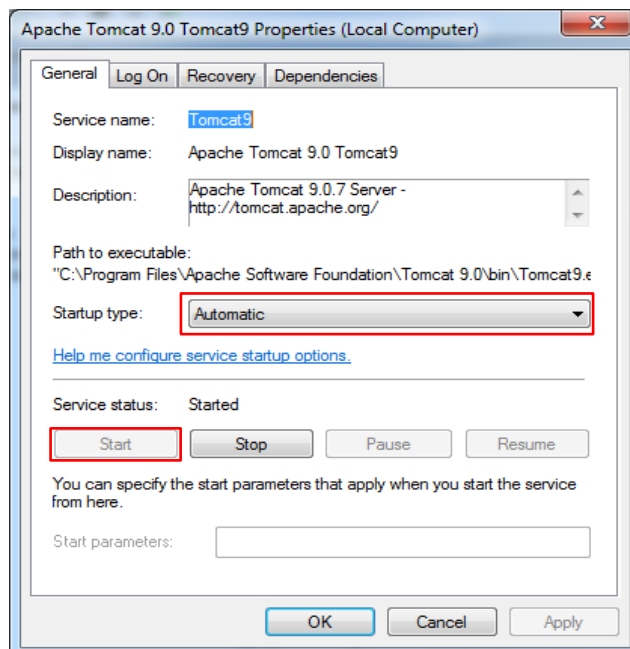 Apache Tomcat 9.0 Tomcat9 Properties (Local Computer)
General Log On Recovery Dependencies
Service name: Tomcat9
Display name: Apache Tomcat 9.0 Tomcat9
Description: Apache Tomcat 9.0.7 Server -
http://tomcat.apache.org/
Path to executable:
"C:\Program Files\Apache Software Foundation\Tomcat 9.0\bin\Tomcat9.e
Startup type: Automatic
Help me configure service startup options.
Service status: Started
Start Stop Pause Resume
You can specify the start parameters that apply when you start the service
from here.
Start parameters:
OK Cancel Apply